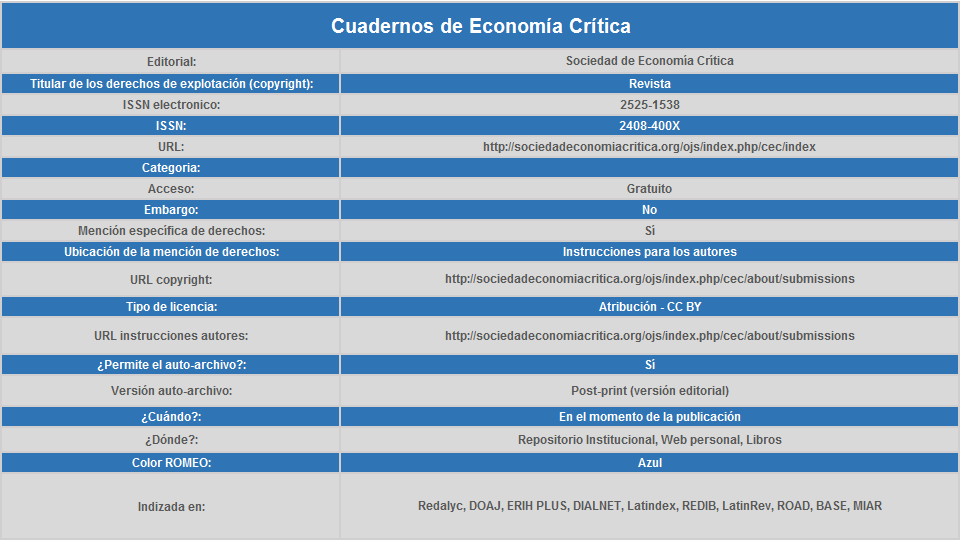 Cuadernos de Economía Crítica
Editorial: Sociedad de Economía Crítica
Titular de los derechos de explotación (copyright): Revista
ISSN electronico: 2525-1538
ISSN: 2408-400X
URL: http://sociedadeconomiacritica.org/ojs/index.php/cec/index
Categoria:
Acceso: Gratuito
Embargo: No
Mención específica de derechos: Sí
Ubicación de la mención de derechos: Instrucciones para los autores
URL copyright: http://sociedadeconomiacritica.org/ojs/index.php/cec/about/submissions
Tipo de licencia: Atribución - CC BY
URL instrucciones autores: http://sociedadeconomiacritica.org/ojs/index.php/cec/about/submissions
¿Permite el auto-archivo?: Sí
Versión auto-archivo: Post-print (versión editorial)
¿Cuándo?: En el momento de la publicación
¿Dónde?: Repositorio Institucional, Web personal, Libros
Color ROMEO: Azul
Indizada en: Redalyc, DOAJ, ERIH PLUS, DIALNET, Latindex, REDIB, LatinRev, ROAD, BASE, MIAR